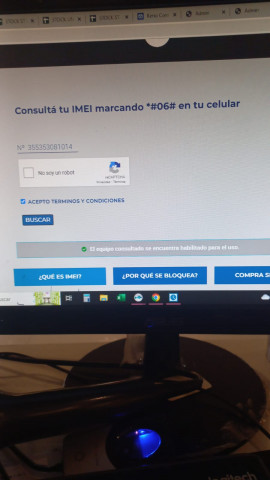 Consultá tu IMEI marcando *#06# en tu celular
N° 355353081014
No soy un robot
reCAPTCHA
Privacidad - Términos
ACEPTO TERMINOS Y CONDICIONES
BUSCAR
El equipo consultado se encuentra habilitado para el uso
¿QUÉ ES IMEI?
¿POR QUÉ SE BLOQUEA?
COMPRA S